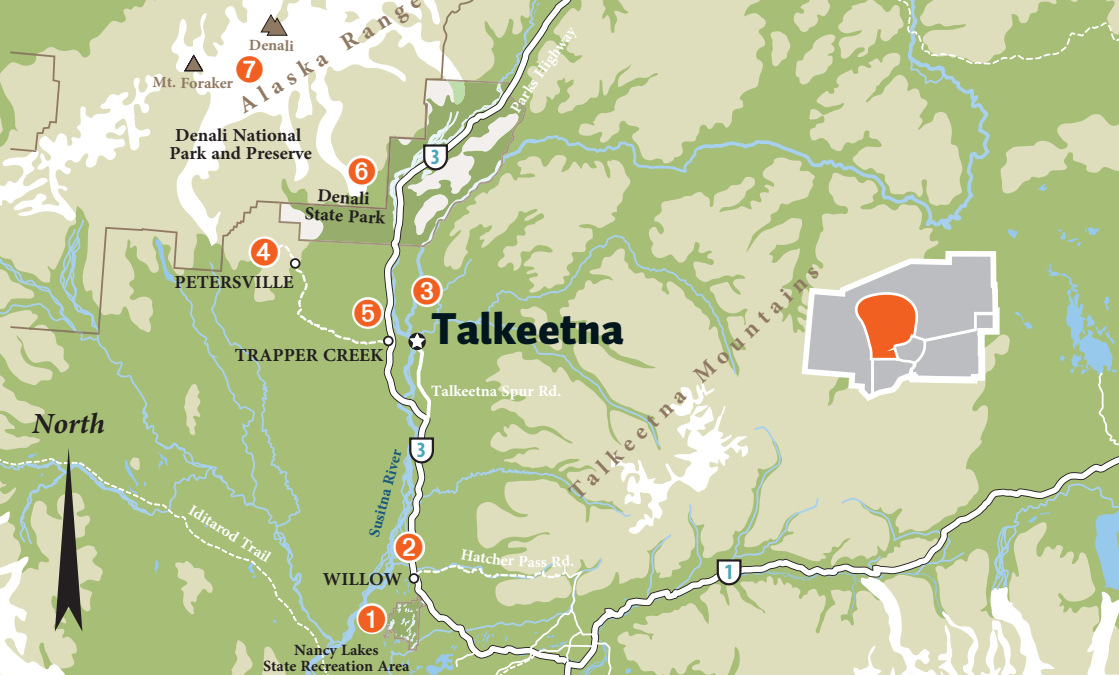 Denali
Mt. Foraker
7
Alaska Range
Parks Highway
Denali National
Park and Preserve
3
6
Denali
State Park
4
PETERSVILLE
3
5
Talkeetna
TRAPPER CREEK
Talkeetna Mountains
Talkeetna Spur Rd.
North
3
Susitna River
Iditarod Trail
2
Hatcher Pass Rd.
1
WILLOW
1
Nancy Lakes
State Recreation Area